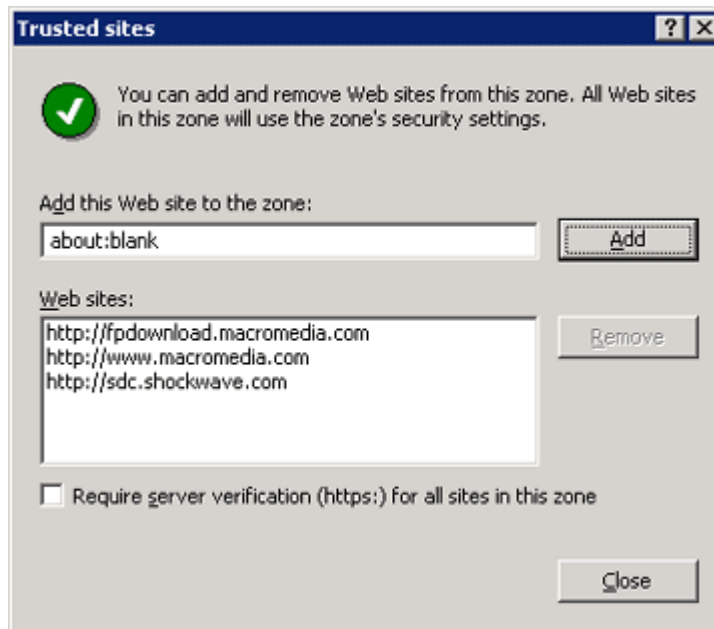 Trusted sites
You can add and remove Web sites from this zone. All Web sites
in this zone will use the zone's security settings.
Add this Web site to the zone:
about:blank
Add
Web sites:
http://fpdownload.macromedia.com
http://www.macromedia.com
http://sdc.shockwave.com
Remove
Require server verification (https:) for all sites in this zone
Close